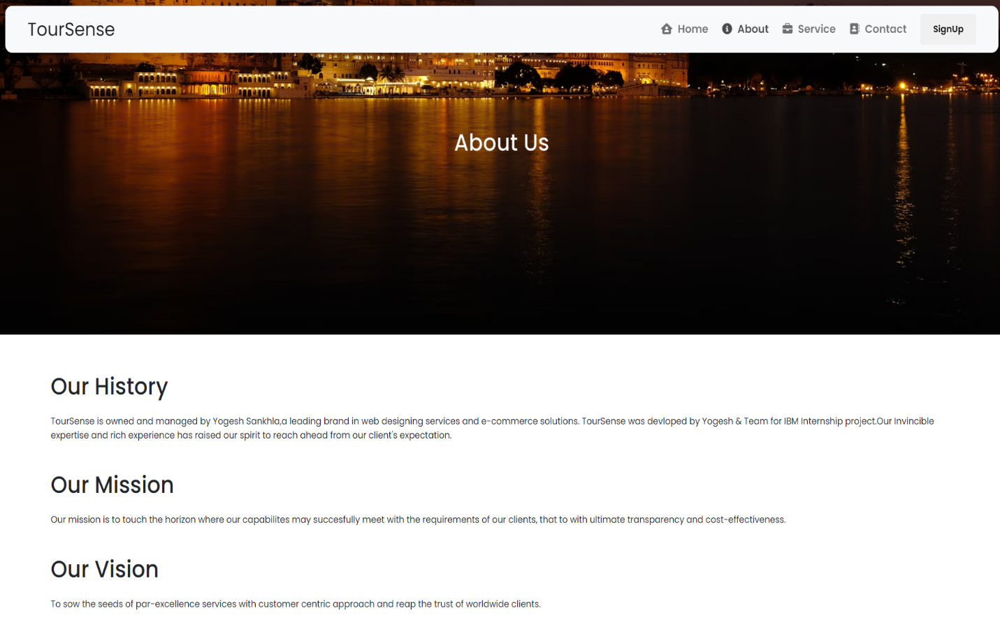 TourSense
Home
About
Service
Contact
SignUp
About Us
Our History
TourSense is owned and managed by Yogesh Sankhla,a leading brand in web designing services and e-commerce solutions. TourSense was devloped by Yogesh & Team for IBM Internship project.Our Invincible
expertise and rich experience has raised our spirit to reach ahead from our client's expectation.
Our Mission
Our mission is to touch the horizon where our capabilites may succesfully meet with the requirements of our clients, that to with ultimate transparency and cost-effectiveness.
Our Vision
To sow the seeds of par-excellence services with customer centric approach and reap the trust of worldwide clients.